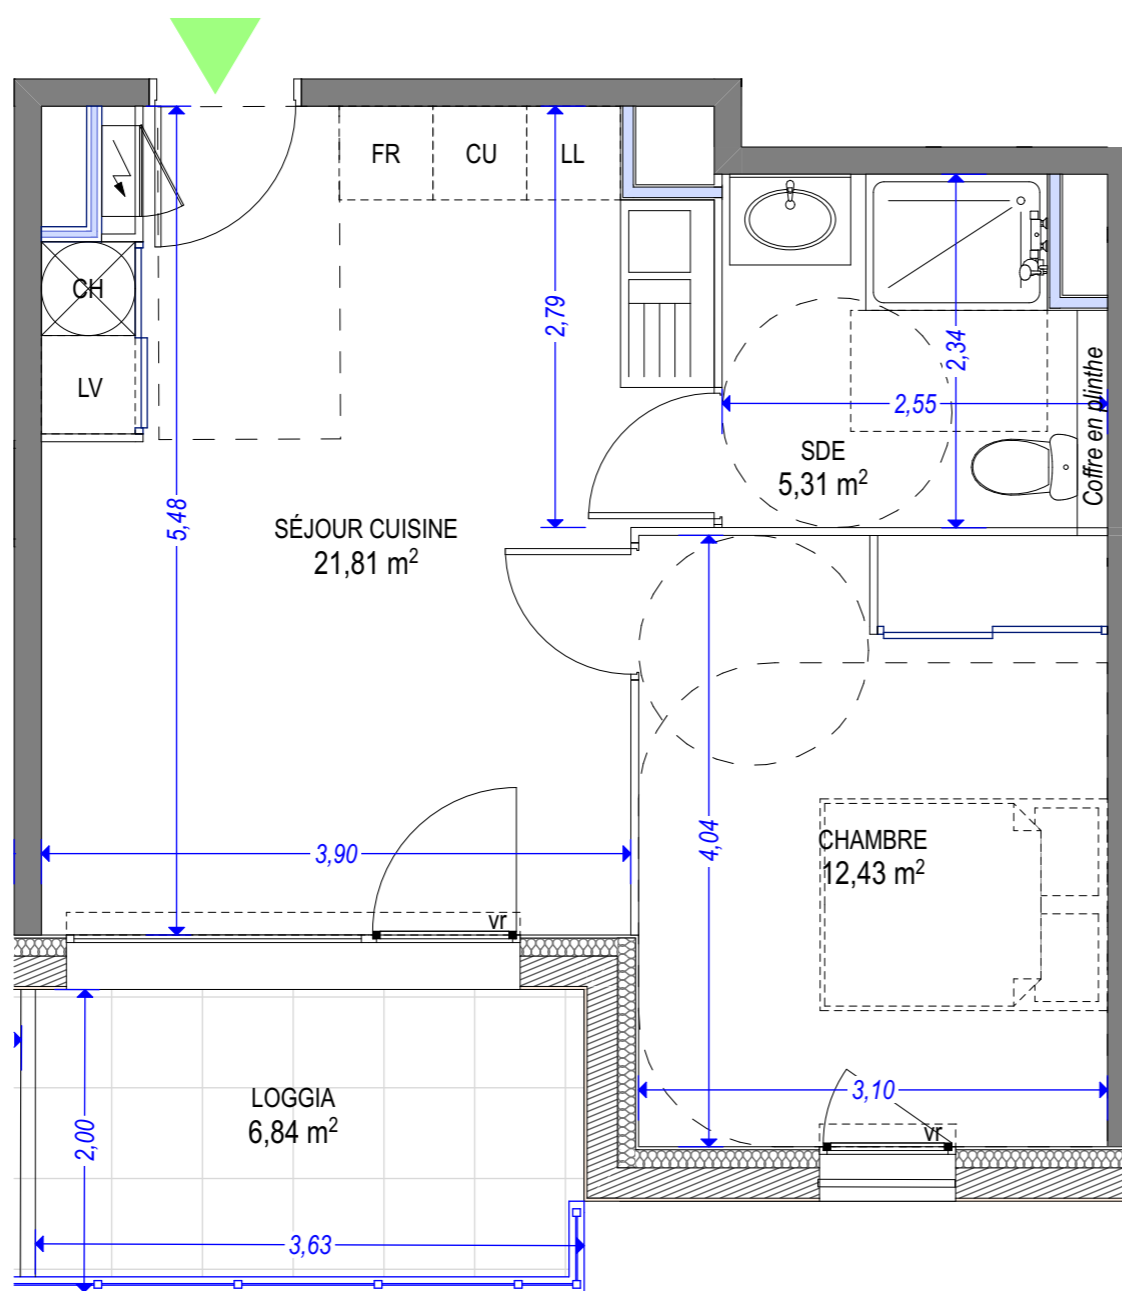 FR
CU
LL
CH
LV
2,79
2,34
2,55
Coffre en plinthe
SDE
5,31 m²
5,48
SÉJOUR CUISINE
21,81 m²
3,90
4,04
CHAMBRE
12,43 m²
vr
LOGGIA
6,84 m²
2,00
3,10
vr
3,63